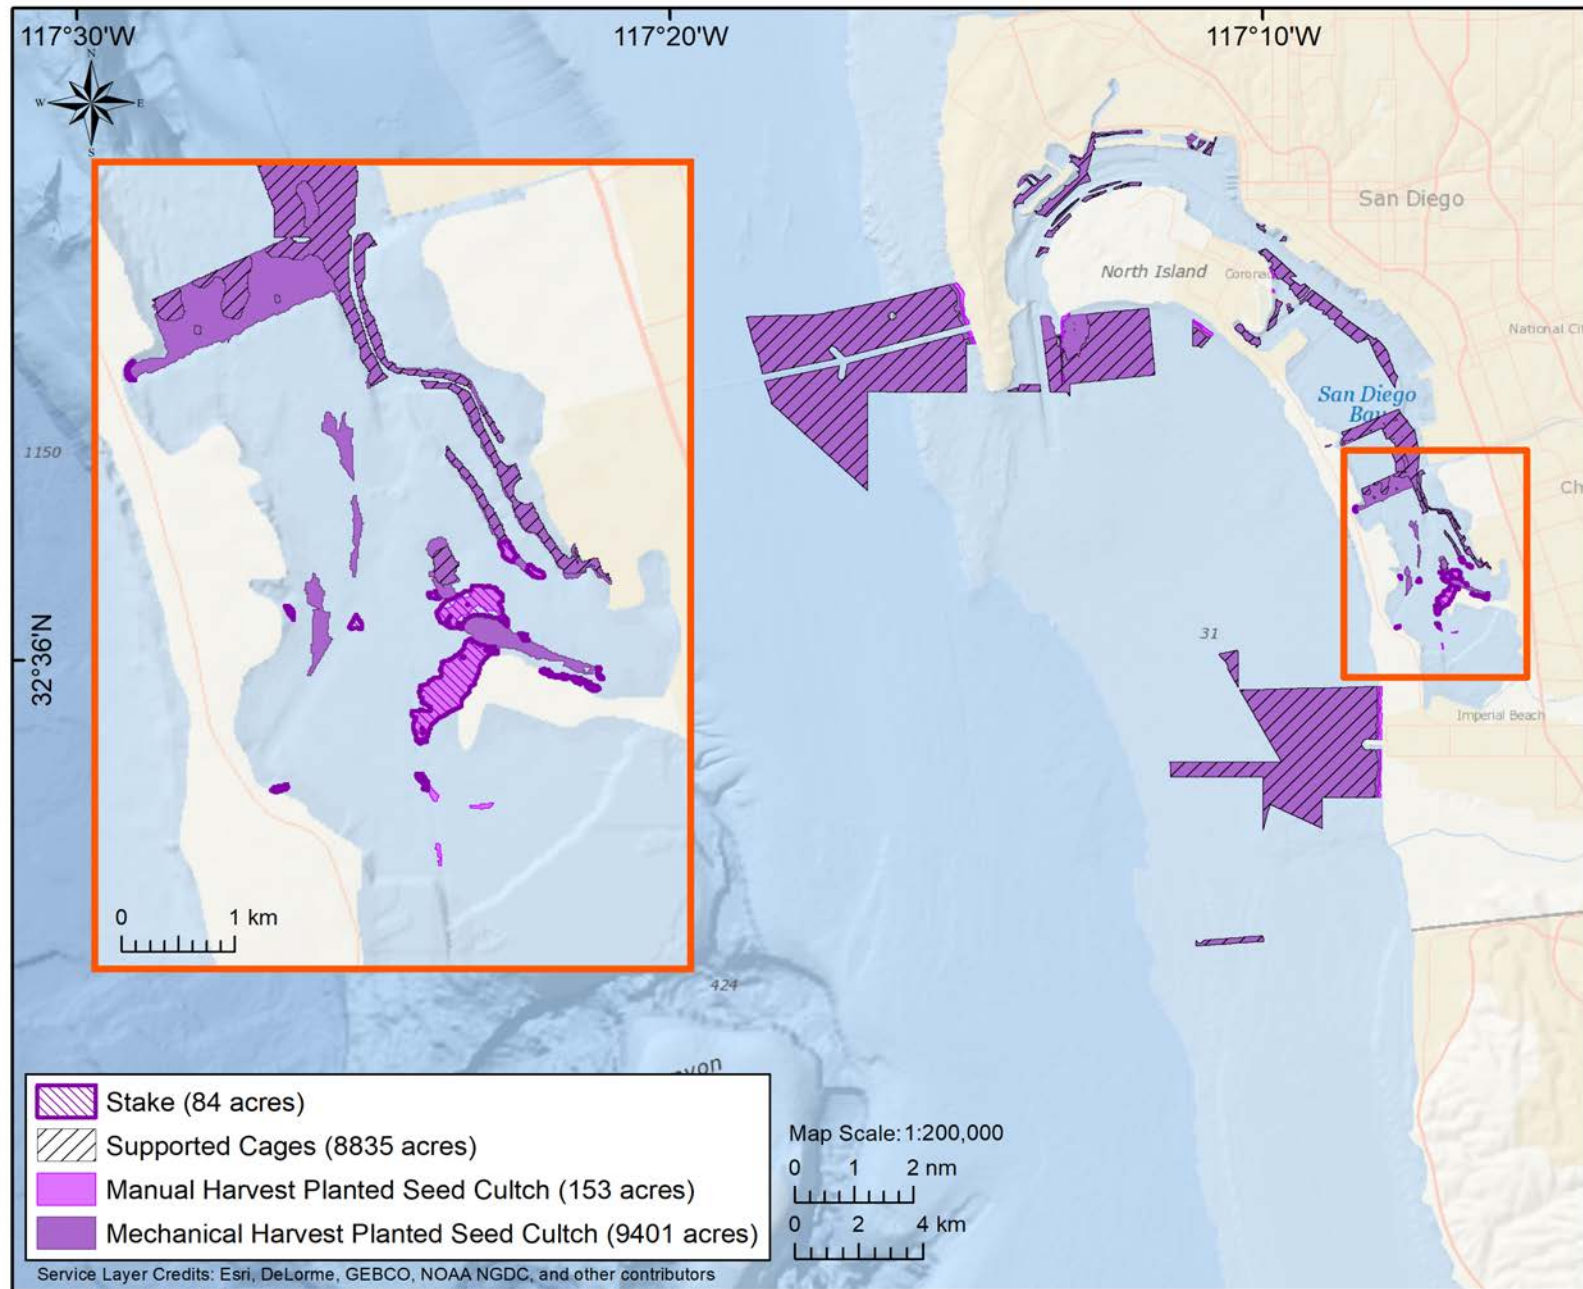 117°30'W
117°20'W
117°10'W
N
W
E
S
San Diego
North Island
National
San Diego
Bay
1150
32°36'N
31
Imperial Beach
0
1 km
424
Stake (84 acres)
Supported Cages (8835 acres)
Manual Harvest Planted Seed Cultch (153 acres)
Mechanical Harvest Planted Seed Cultch (9401 acres)
Map Scale: 1:200,000
0 1 2 nm
0 2 4 km
Service Layer Credits: Esri, DeLorme, GEBCO, NOAA NGDC, and other contributors